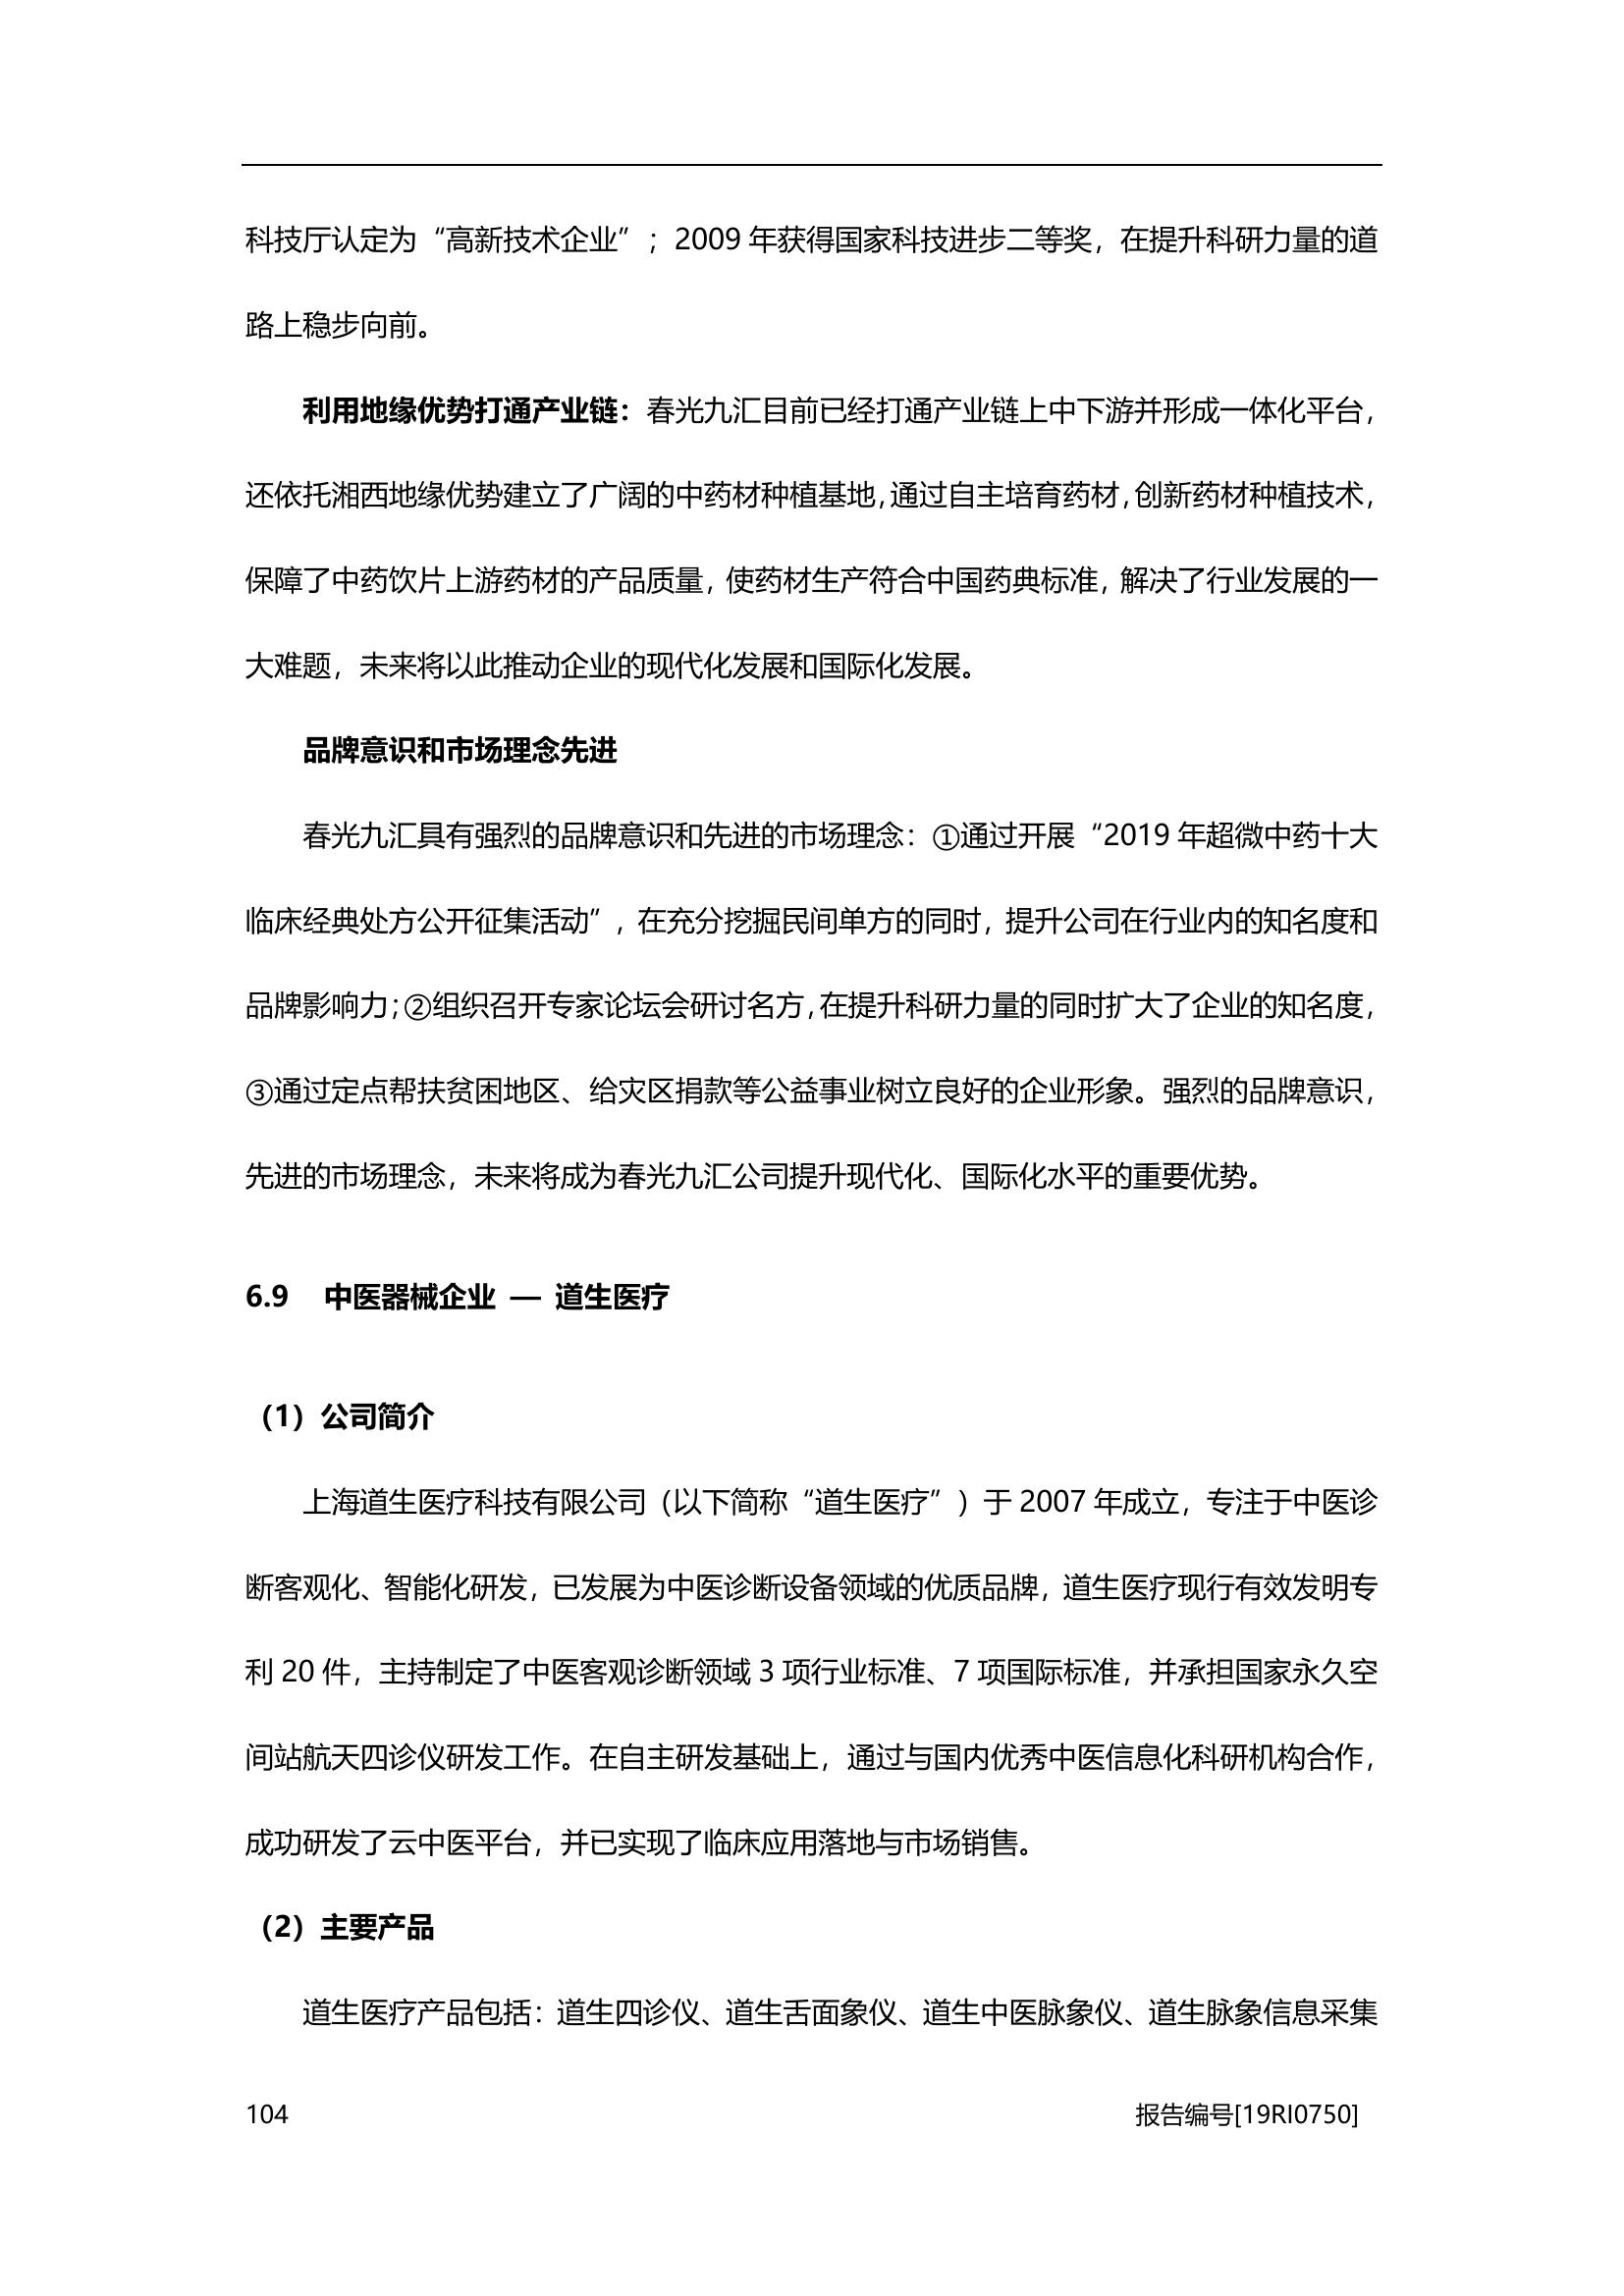 科技厅认定为“高新技术企业”；2009 年获得国家科技进步二等奖，在提升科研力量的道
路上稳步向前。
利用地缘优势打通产业链：春光九汇目前已经打通产业链上中下游并形成一体化平台，
还依托湘西地缘优势建立了广阔的中药材种植基地，通过自主培育药材，创新药材种植技术，
保障了中药饮片上游药材的产品质量，使药材生产符合中国药典标准，解决了行业发展的一
大难题，未来将以此推动企业的现代化发展和国际化发展。
品牌意识和市场理念先进
春光九汇具有强烈的品牌意识和先进的市场理念：①通过开展“2019 年超微中药十大
临床经典处方公开征集活动”，在充分挖掘民间单方的同时，提升公司在行业内的知名度和
品牌影响力；②组织召开专家论坛会研讨名方，在提升科研力量的同时扩大了企业的知名度，
③通过定点帮扶贫困地区、给灾区捐款等公益事业树立良好的企业形象。强烈的品牌意识，
先进的市场理念，未来将成为春光九汇公司提升现代化、国际化水平的重要优势。
6.9 中医器械企业 — 道生医疗
（1）公司简介
上海道生医疗科技有限公司（以下简称“道生医疗”）于 2007 年成立，专注于中医诊
断客观化、智能化研发，已发展为中医诊断设备领域的优质品牌，道生医疗现行有效发明专
利 20 件，主持制定了中医客观诊断领域 3 项行业标准、7 项国际标准，并承担国家永久空
间站航天四诊仪研发工作。在自主研发基础上，通过与国内优秀中医信息化科研机构合作，
成功研发了云中医平台，并已实现了临床应用落地与市场销售。
（2）主要产品
道生医疗产品包括：道生四诊仪、道生舌面象仪、道生中医脉象仪、道生脉象信息采集
104 报告编号[19RI0750]